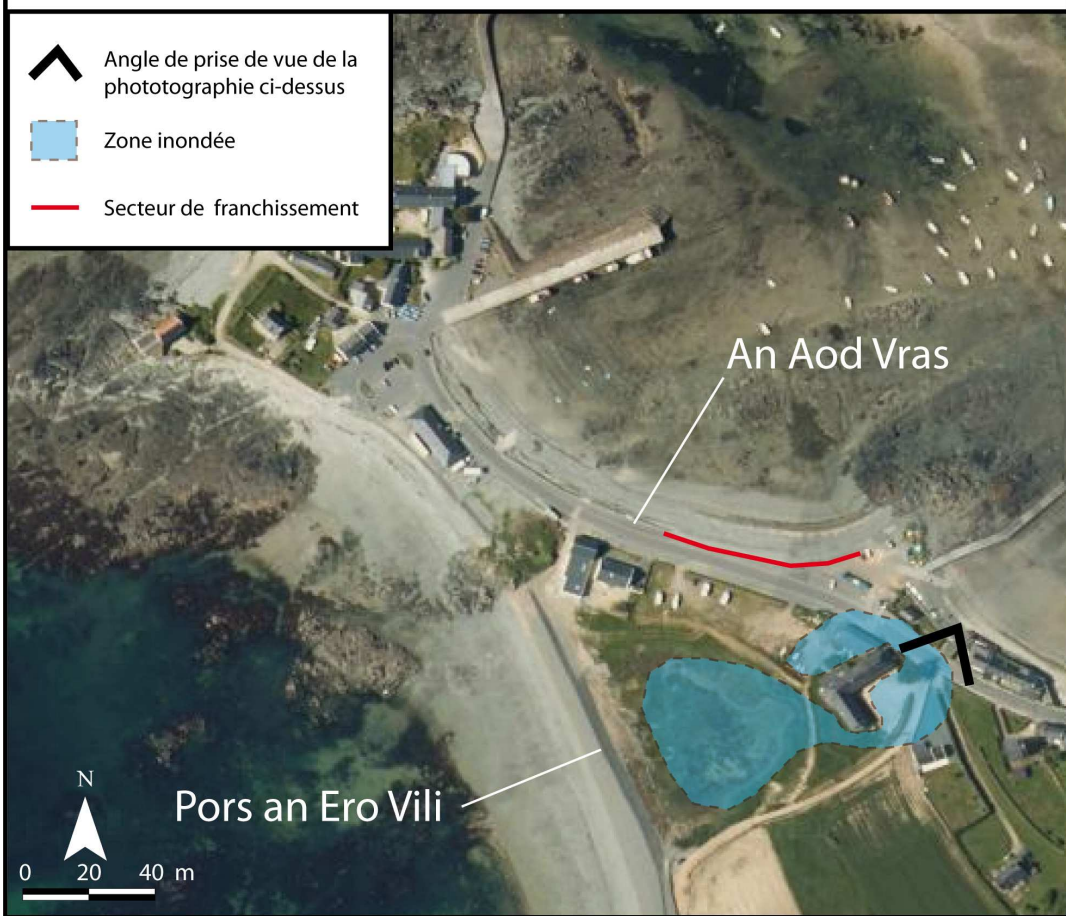 Angle de prise de vue de la
phototographie ci-dessus
Zone inondée
Secteur de franchissement
An Aod Vras
Pors an Ero Vili
N
0 20 40 m